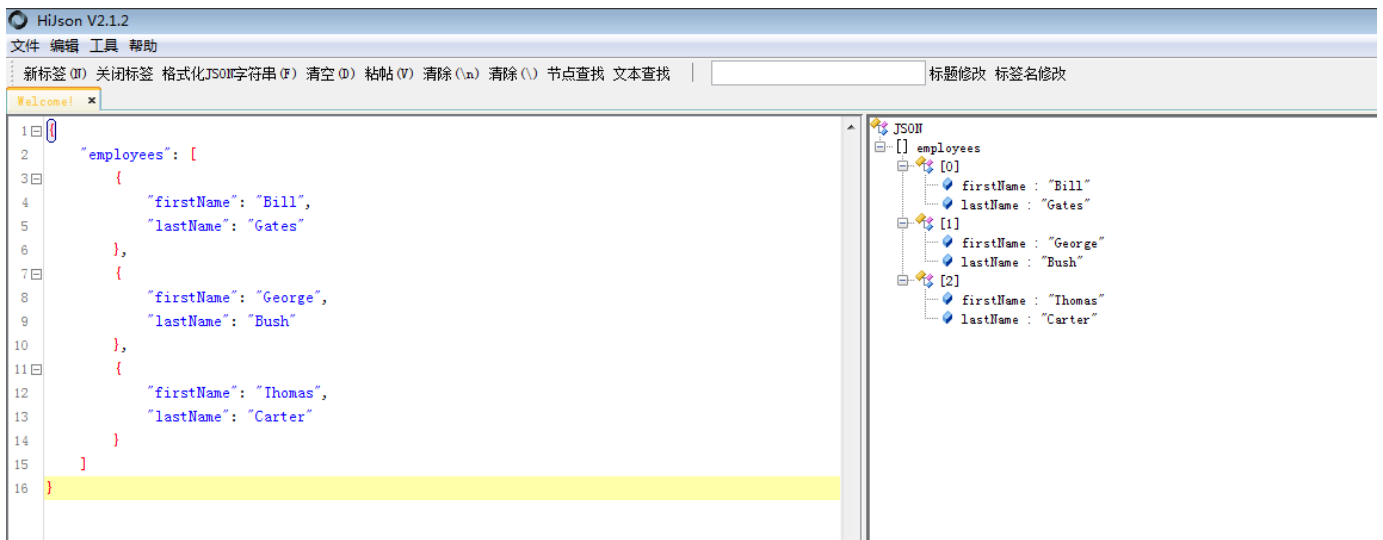 HiJson V2.1.2
文件 编辑 工具 帮助
新标签(N) 关闭标签 格式化JSON字符串(F) 清空(D) 粘帖(V) 清除(\n) 清除(\) 节点查找 文本查找 标题修改 标签名修改
Welcome!
1 {
2 "employees": [
3 {
4 "firstName": "Bill",
5 "lastName": "Gates"
6 },
7 {
8 "firstName": "George",
9 "lastName": "Bush"
10 },
11 {
12 "firstName": "Thomas",
13 "lastName": "Carter"
14 }
15 ]
16 }
JSON
[] employees
[0]
firstName : "Bill"
lastName : "Gates"
[1]
firstName : "George"
lastName : "Bush"
[2]
firstName : "Thomas"
lastName : "Carter"